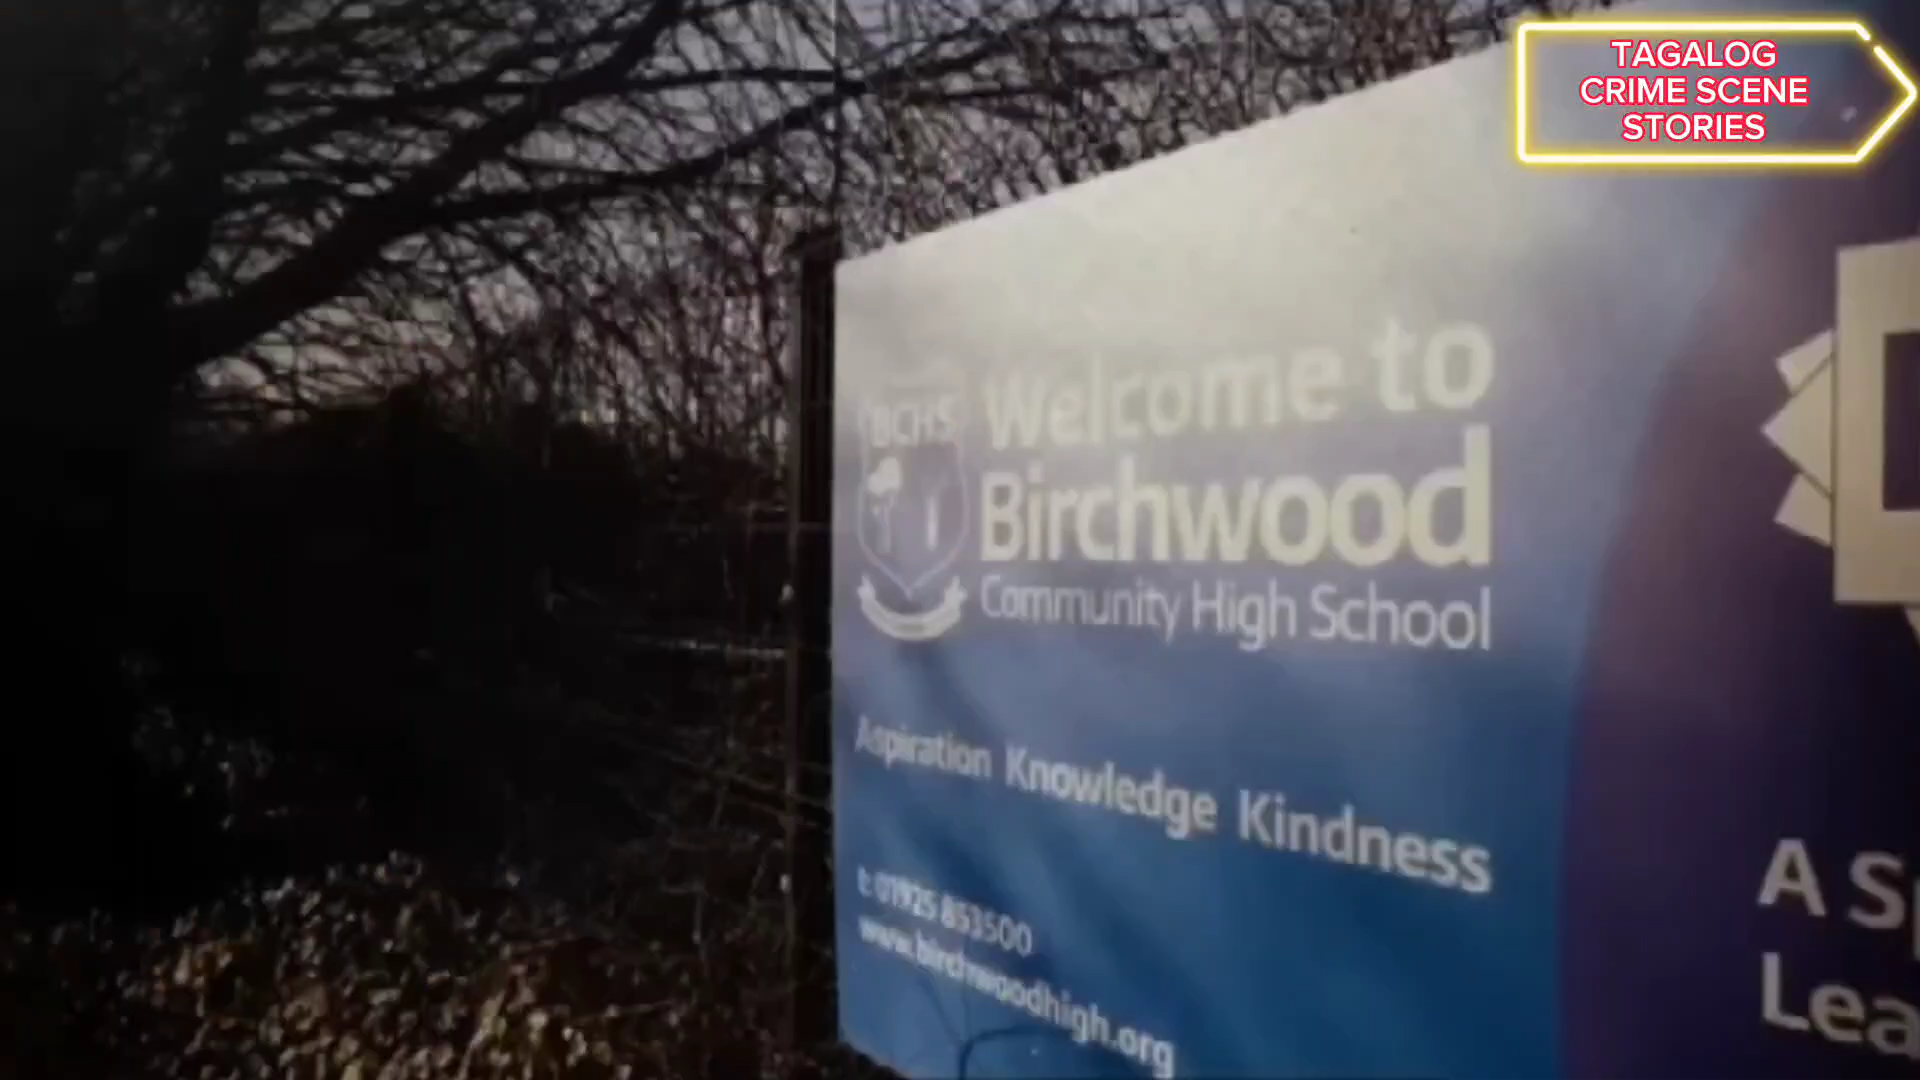 TAGALOG
CRIME SCENE
STORIES
BCHS
Welcome to
Birchwood
Community High School
Aspiration Knowledge Kindness
t: 01925 853500
www.birchwoodhigh.org
A
Lea